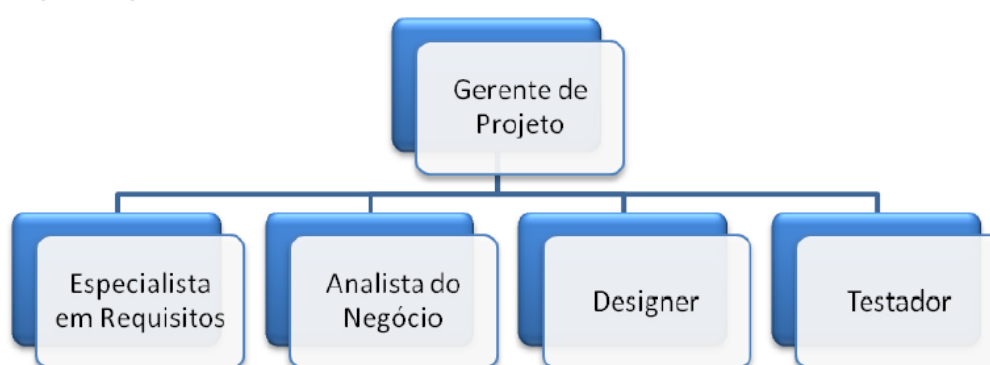 Gerente de
Projeto
Especialista
em Requisitos
Analista do
Negócio
Designer
Testador